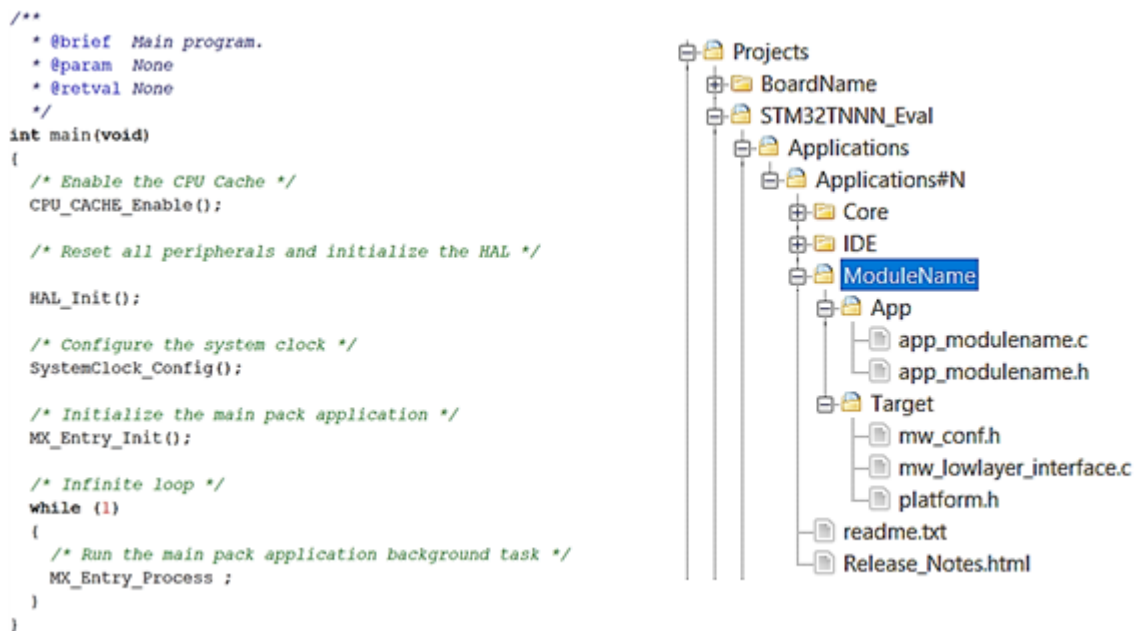 /**
* @brief Main program.
* @param None
* @retval None
*/
int main(void)
{
/* Enable the CPU Cache */
CPU_CACHE_Enable();
/* Reset all peripherals and initialize the HAL */
HAL_Init();
/* Configure the system clock */
SystemClock_Config();
/* Initialize the main pack application */
MX_Entry_Init();
/* Infinite loop */
while (1)
{
/* Run the main pack application background task */
MX_Entry_Process ;
}
}
Projects
BoardName
STM32TNNN_Eval
Applications
Applications#N
Core
IDE
ModuleName
App
app_modulename.c
app_modulename.h
Target
mw_conf.h
mw_lowlayer_interface.c
platform.h
readme.txt
Release_Notes.html